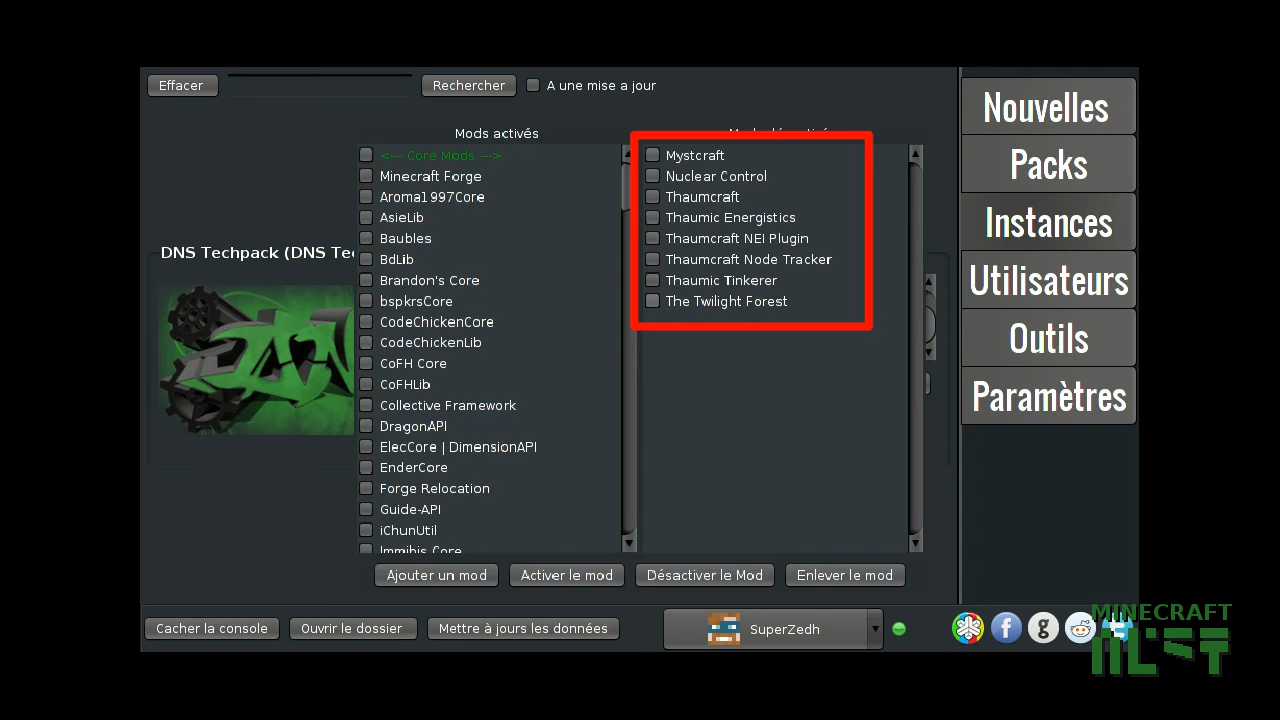 Effacer
Rechercher
A une mise a jour
Mods activés
<--- Core Mods --->
Minecraft Forge
Aroma1997Core
AsieLib
Baubles
BdLib
Brandon's Core
bspkrsCore
CodeChickenCore
CodeChickenLib
CoFH Core
CoFHLib
Collective Framework
DragonAPI
ElecCore | DimensionAPI
EnderCore
Forge Relocation
Guide-API
iChunUtil
Immibis Core
Mystcraft
Nuclear Control
Thaumcraft
Thaumic Energistics
Thaumcraft NEI Plugin
Thaumcraft Node Tracker
Thaumic Tinkerer
The Twilight Forest
DNS Techpack (DNS Te
Ajouter un mod
Activer le mod
Désactiver le Mod
Enlever le mod
Nouvelles
Packs
Instances
Utilisateurs
Outils
Paramètres
Cacher la console
Ouvrir le dossier
Mettre à jours les données
SuperZedh
MINECRAFT